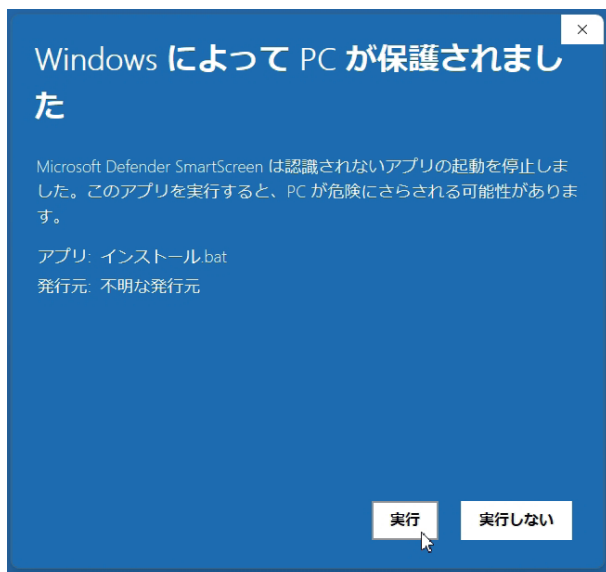 Windows によって PC が保護されまし
た
Microsoft Defender SmartScreen は認識されないアプリの起動を停止しま
した。このアプリを実行すると、PC が危険にさらされる可能性がありま
す。
アプリ: インストール.bat
発行元: 不明な発行元
実行
実行しない